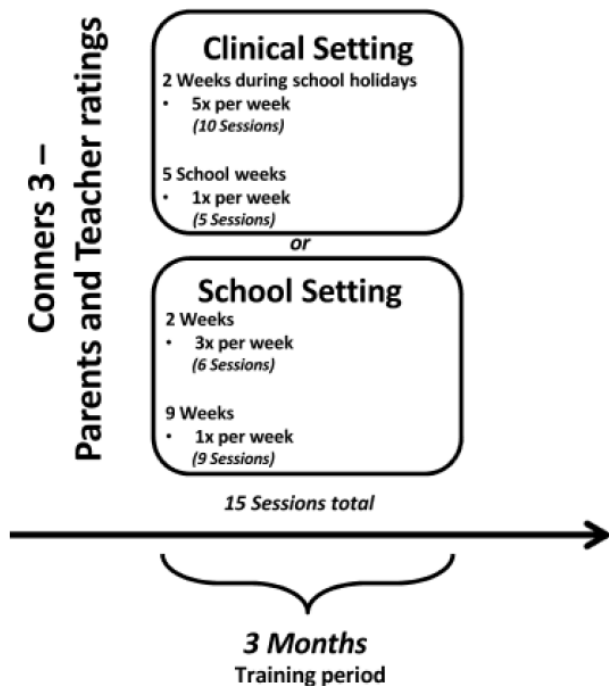 Conners 3 –
Parents and Teacher ratings
Clinical Setting
2 Weeks during school holidays
• 5x per week
(10 Sessions)
5 School weeks
• 1x per week
(5 Sessions)
or
School Setting
2 Weeks
• 3x per week
(6 Sessions)
9 Weeks
• 1x per week
(9 Sessions)
15 Sessions total
3 Months
Training period